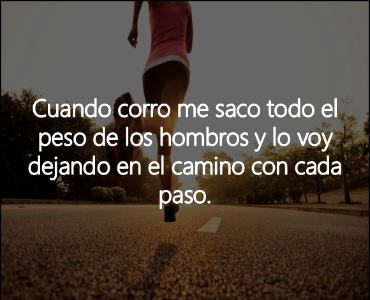 Cuando corro me saco todo el
peso de los hombros y lo voy
dejando en el camino con cada
paso.